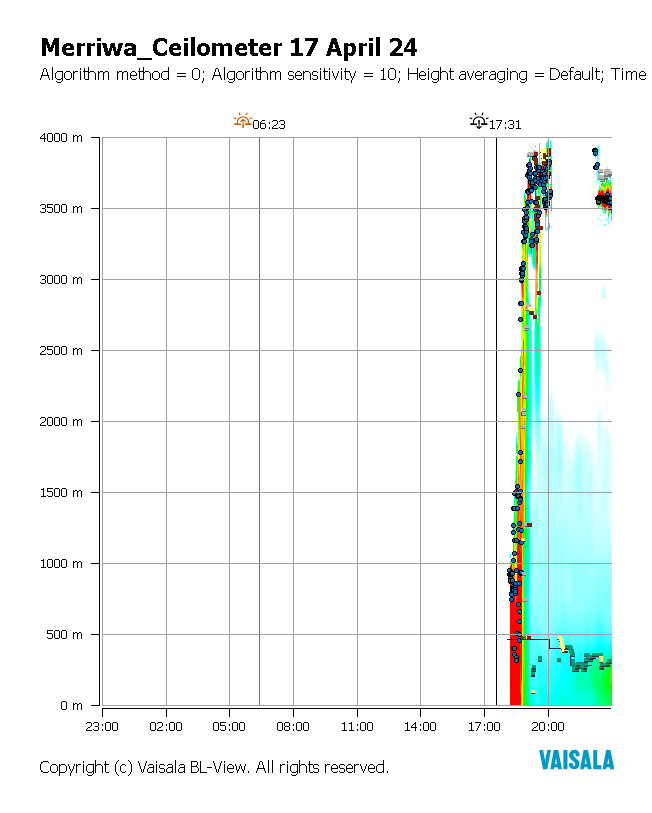 Merriwa_Ceilometer 17 April 24
Algorithm method = 0; Algorithm sensitivity = 10; Height averaging = Default; Time
06:23
17:31
4000 m
3500 m
3000 m
2500 m
2000 m
1500 m
1000 m
500 m
0 m
23:00 02:00 05:00 08:00 11:00 14:00 17:00 20:00
Copyright (c) Vaisala BL-View. All rights reserved.
VAISALA